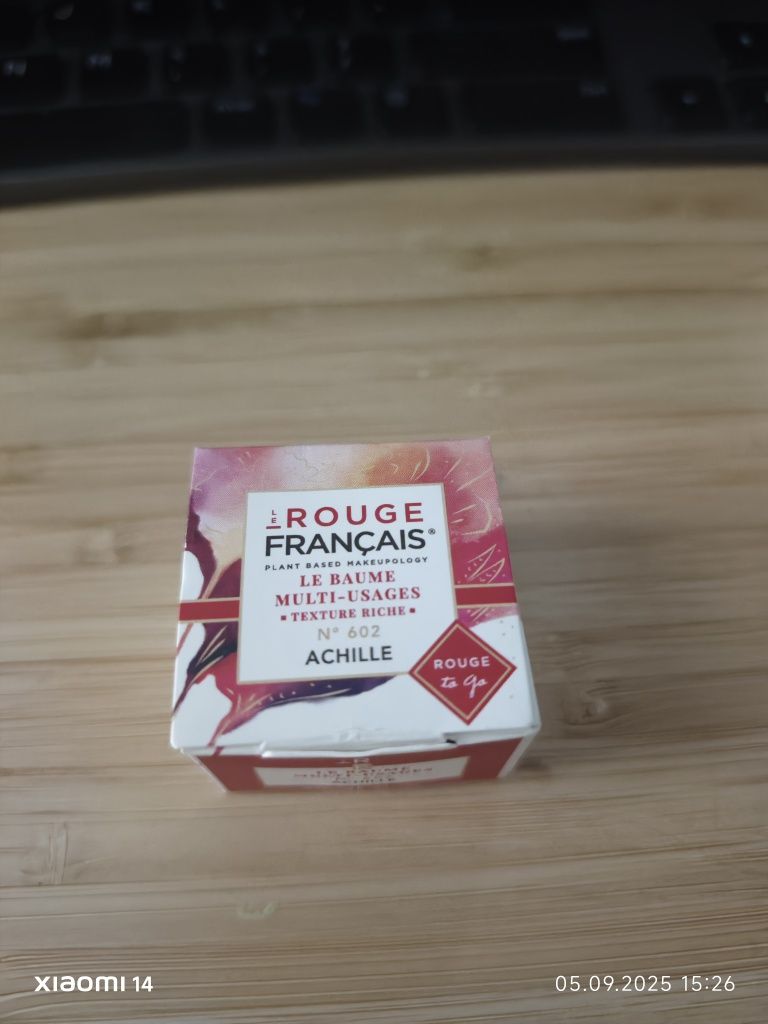 LE ROUGE
FRANÇAIS®
PLANT BASED MAKEUPOLOGY
LE BAUME
MULTI-USAGES
▪ TEXTURE RICHE ▪
N° 602
ACHILLE
ROUGE
to go
ACHILLE
XIAOMI 14
05.09.2025 15:26